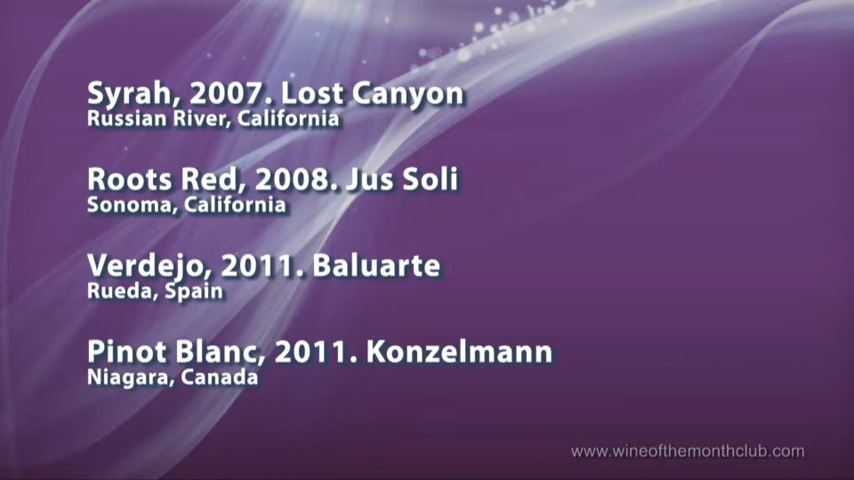 Syrah, 2007. Lost Canyon
Russian River, California
Roots Red, 2008. Jus Soli
Sonoma, California
Verdejo, 2011. Baluarte
Rueda, Spain
Pinot Blanc, 2011. Konzelmann
Niagara, Canada
www.wineofthemonthclub.com